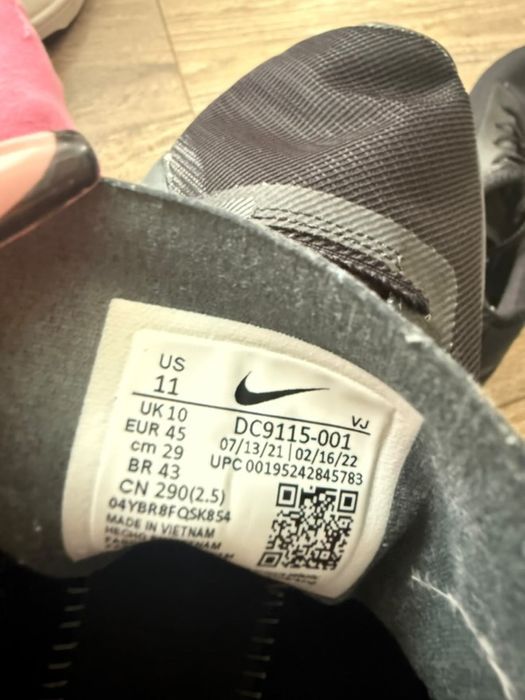 US
11
UK 10
EUR 45
cm 29
BR 43
CN 290(2.5)
04YBR8FQSK854
MADE IN VIETNAM
VJ
DC9115-001
07/13/21 | 02/16/22
UPC 00195242845783